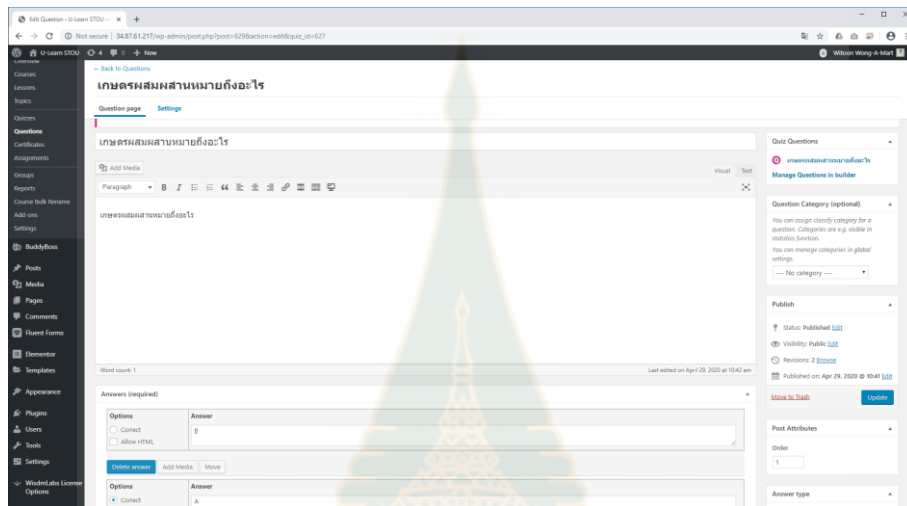 Edit Question ‹ U-Learn STOU —
Not secure | 34.87.61.217/wp-admin/post.php?post=629&action=edit&quiz_id=627
U-Learn STOU 4 0 + New
Witoon Wong-A-Mart
Overview
Courses
Lessons
Topics
Quizzes
Questions
Certificates
Assignments
Groups
Reports
Course Bulk Rename
Add-ons
Settings
BuddyBoss
Posts
Media
Pages
Comments
Fluent Forms
Elementor
Templates
Appearance
Plugins
Users
Tools
Settings
WisdmLabs License
Options
← Back to Questions
เกษตรผสมผสานหมายถึงอะไร
Question page Settings
เกษตรผสมผสานหมายถึงอะไร
Add Media
Visual Text
Paragraph
เกษตรผสมผสานหมายถึงอะไร
Word count: 1
Last edited on April 29, 2020 at 10:42 am
Answers (required)
Options Answer
Correct
Allow HTML
B
Delete answer Add Media Move
Options Answer
Correct
A
Quiz Questions
Q เกษตรผสมผสานหมายถึงอะไร
Manage Questions in builder
Question Category (optional)
You can assign classify category for a
question. Categories are e.g. visible in
statistics function.
You can manage categories in global
settings.
--- No category ---
Publish
Status: Published Edit
Visibility: Public Edit
Revisions: 2 Browse
Published on: Apr 29, 2020 @ 10:41 Edit
Move to Trash
Update
Post Attributes
Order
1
Answer type